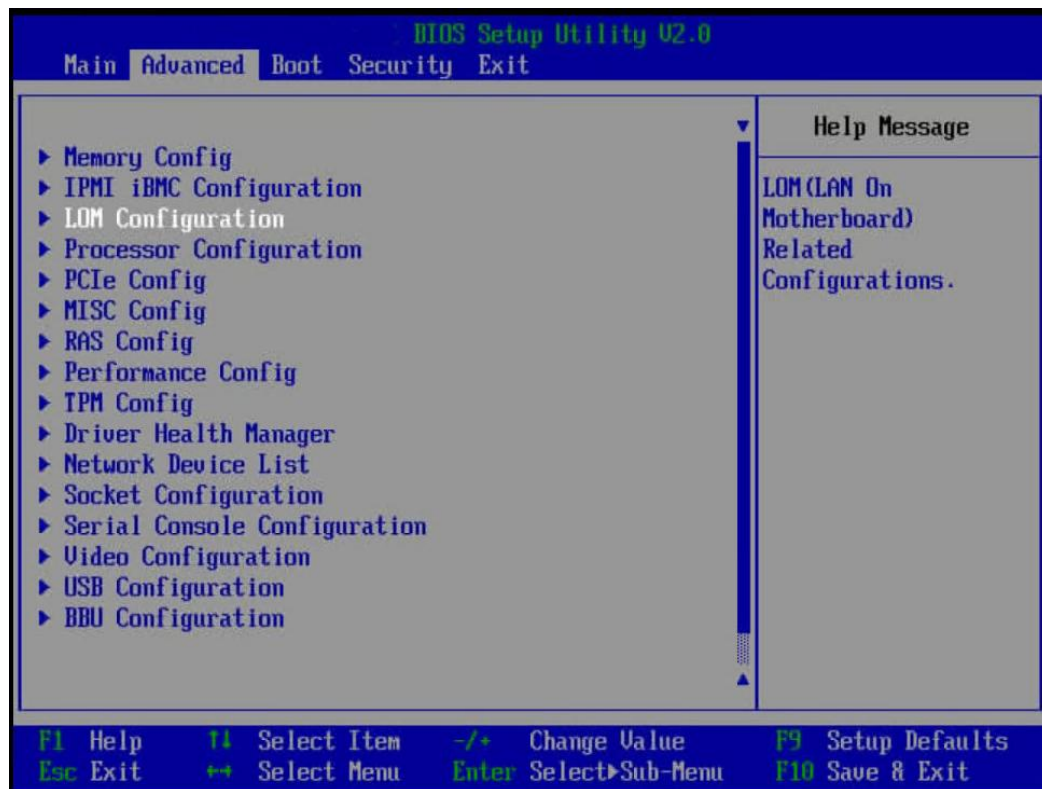 BIOS Setup Utility V2.0
Main Advanced Boot Security Exit
Help Message
▶ Memory Config
▶ IPMI iBMC Configuration
▶ LOM Configuration
▶ Processor Configuration
▶ PCIe Config
▶ MISC Config
▶ RAS Config
▶ Performance Config
▶ TPM Config
▶ Driver Health Manager
▶ Network Device List
▶ Socket Configuration
▶ Serial Console Configuration
▶ Video Configuration
▶ USB Configuration
▶ BBU Configuration
LOM(LAN On
Motherboard)
Related
Configurations.
F1 Help ↑↓ Select Item -/+ Change Value F9 Setup Defaults
Esc Exit ←→ Select Menu Enter Select▶Sub-Menu F10 Save & Exit